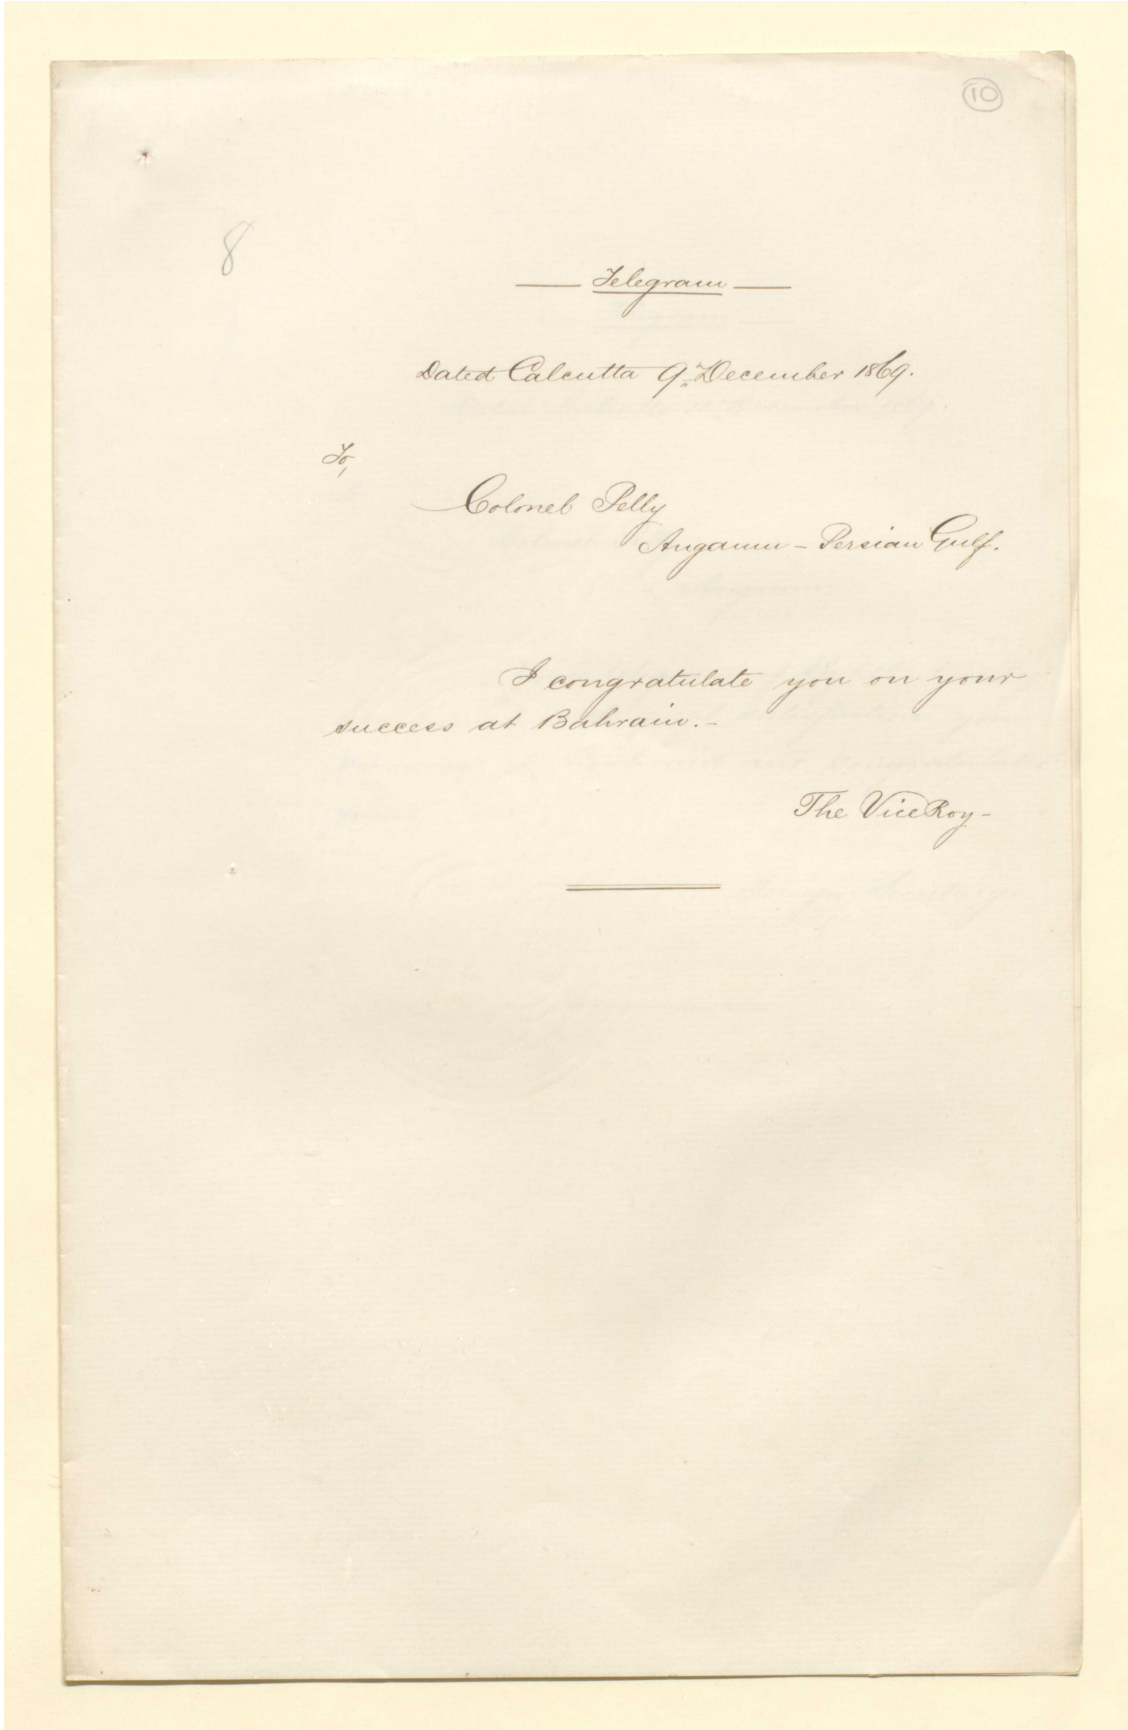 10
8
Telegram
Dated Calcutta 9th December 1869.
To,
Colonel Pelly
Angaum - Persian Gulf.
I congratulate you on your
success at Bahrain.-
The ViceRoy-